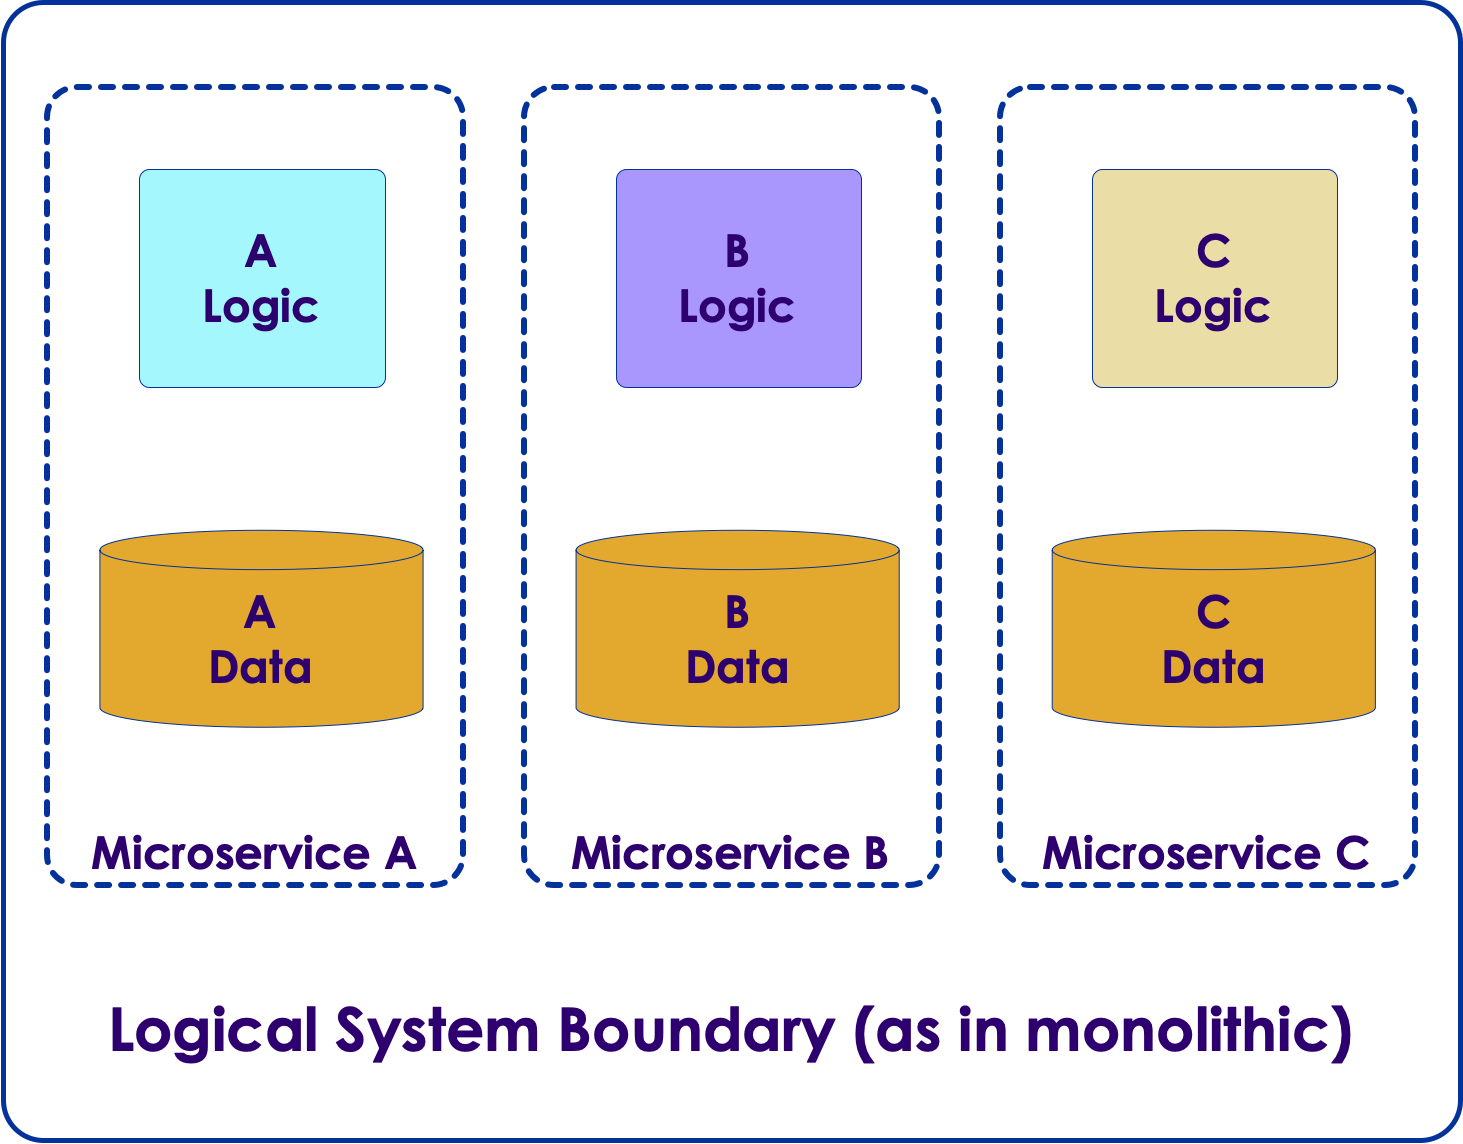 A
Logic
B
Logic
C
Logic
A
Data
B
Data
C
Data
Microservice A
Microservice B
Microservice C
Logical System Boundary (as in monolithic)